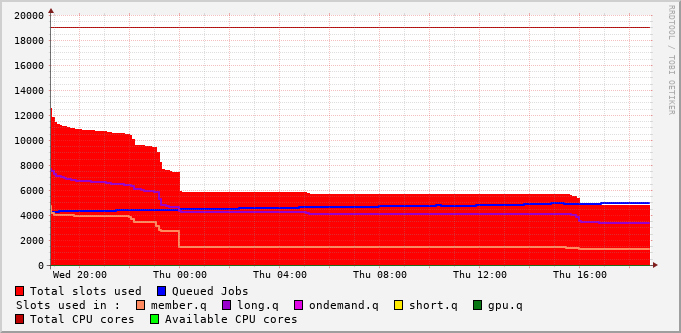 RRDTOOL / TOBI OETIKER
20000
18000
16000
14000
12000
10000
8000
6000
4000
2000
0
Wed 20:00 Thu 00:00 Thu 04:00 Thu 08:00 Thu 12:00 Thu 16:00
Total slots used Queued Jobs
Slots used in : member.q long.q ondemand.q short.q gpu.q
Total CPU cores Available CPU cores